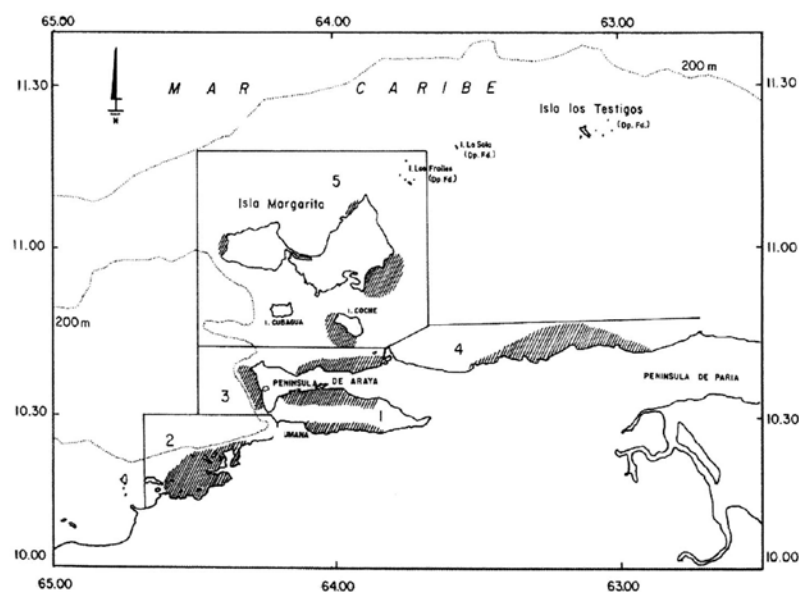 65.00 64.00 63.00
200 m
11.30 11.30
M A R C A R I B E
N
Isla los Testigos
(Dp. Fd.)
I. La Sola
(Dp. Fd.)
I. Los Frailes
(Dp. Fd.)
5
Isla Margarita
11.00 11.00
200 m
I. CUBAGUA
I. COCHE
4
3
PENINSULA DE ARAYA
PENINSULA DE PARIA
10.30 10.30
1
UMANA
2
10.00 10.00
65.00 64.00 63.00